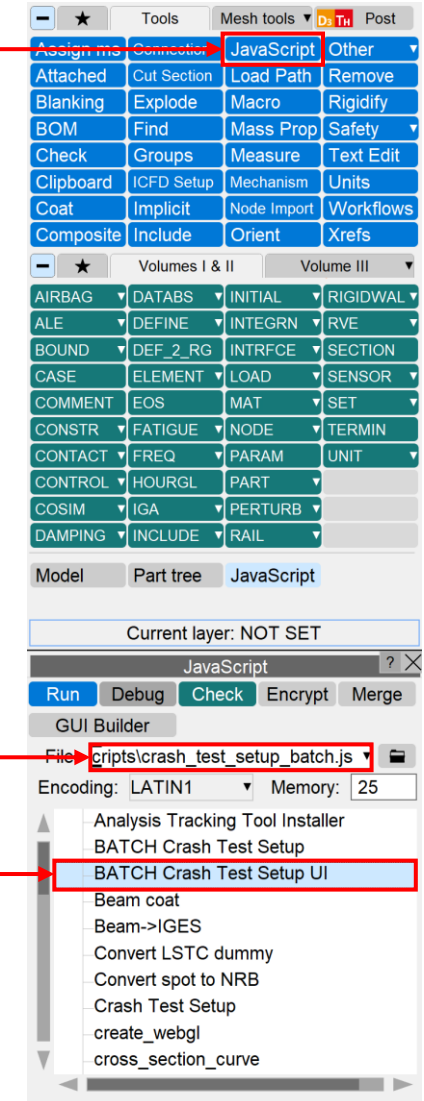 Tools Mesh tools D3 TH Post
Assign ms Connection JavaScript Other
Attached Cut Section Load Path Remove
Blanking Explode Macro Rigidify
BOM Find Mass Prop Safety
Check Groups Measure Text Edit
Clipboard ICFD Setup Mechanism Units
Coat Implicit Node Import Workflows
Composite Include Orient Xrefs
Volumes I & II Volume III
AIRBAG DATABS INITIAL RIGIDWAL
ALE DEFINE INTEGRN RVE
BOUND DEF_2_RG INTRFCE SECTION
CASE ELEMENT LOAD SENSOR
COMMENT EOS MAT SET
CONSTR FATIGUE NODE TERMIN
CONTACT FREQ PARAM UNIT
CONTROL HOURGL PART
COSIM IGA PERTURB
DAMPING INCLUDE RAIL
Model Part tree JavaScript
Current layer: NOT SET
JavaScript ? X
Run Debug Check Encrypt Merge
GUI Builder
File: cripts\crash_test_setup_batch.js
Encoding: LATIN1 Memory: 25
Analysis Tracking Tool Installer
BATCH Crash Test Setup
BATCH Crash Test Setup UI
Beam coat
Beam->IGES
Convert LSTC dummy
Convert spot to NRB
Crash Test Setup
create_webgl
cross_section_curve